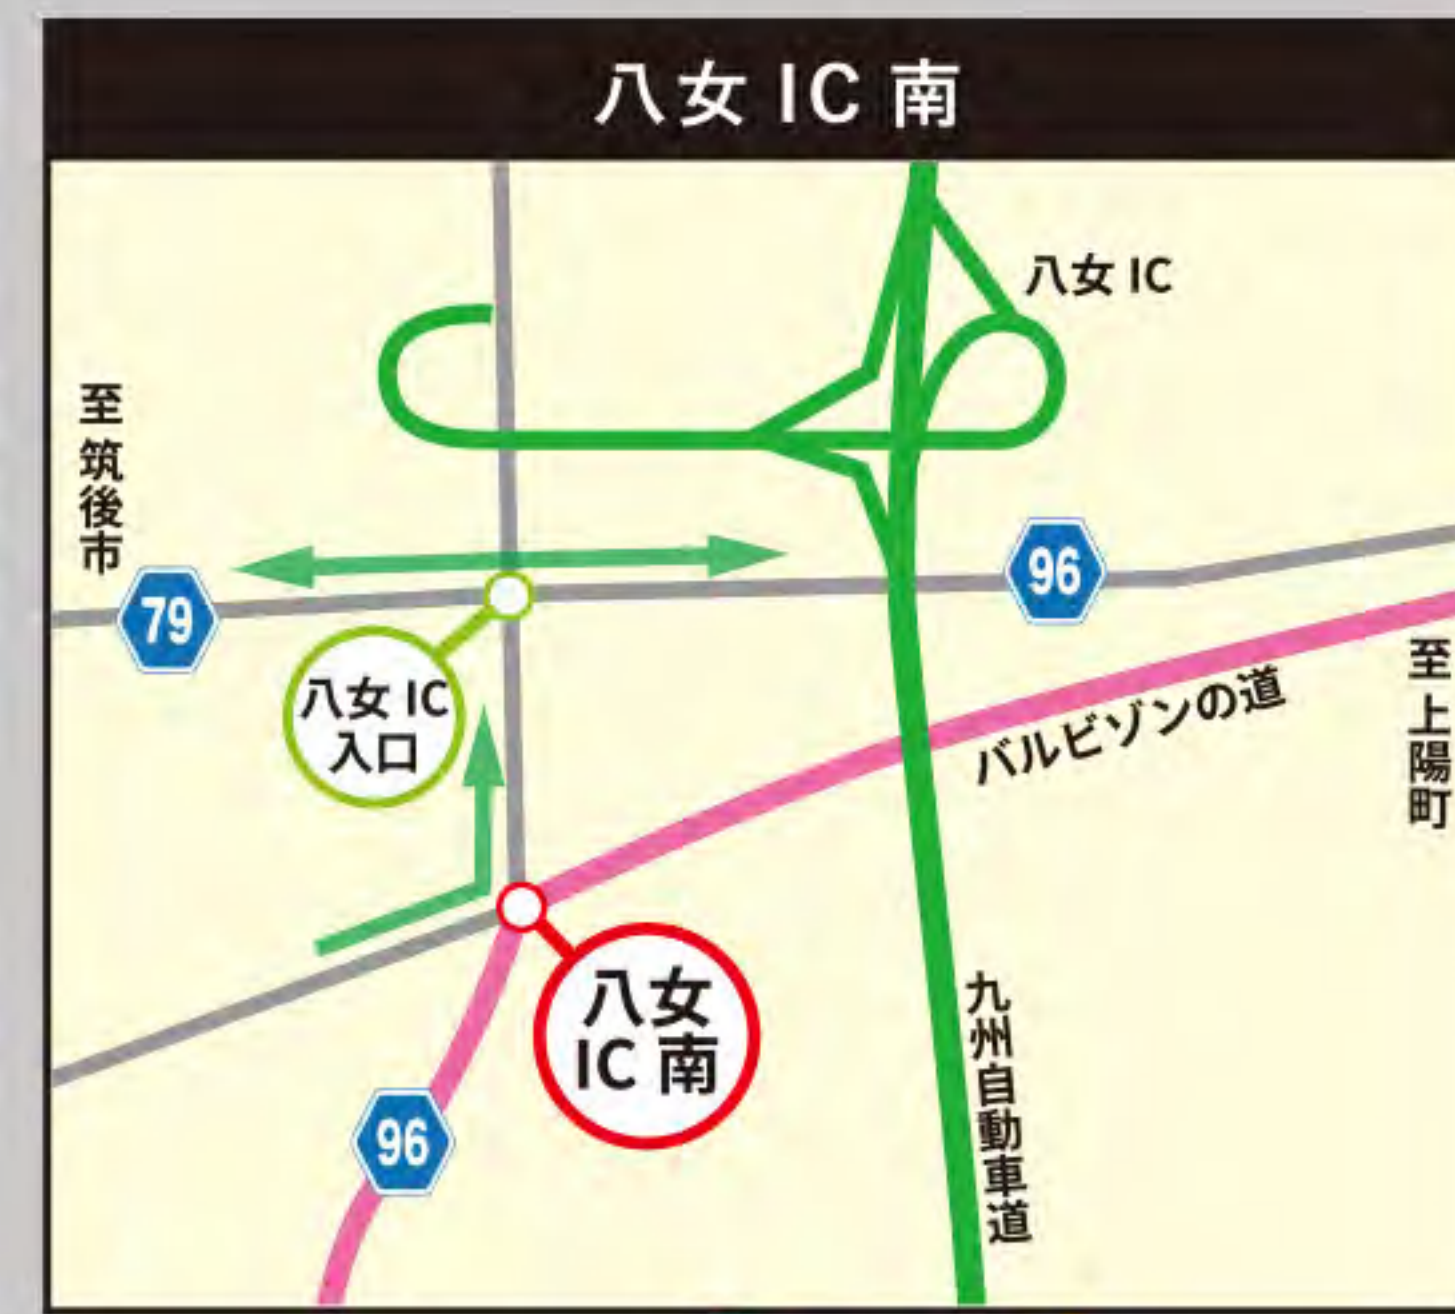 八女 IC 南
八女 IC
至 筑後市
79
96
八女 IC
入口
バルビゾンの道
至 上陽町
八女
IC 南
九州自動車道
96